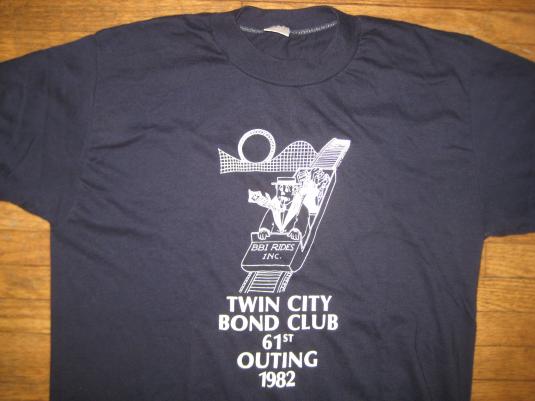 BBI RIDES
INC.
TWIN CITY
BOND CLUB
61ST
OUTING
1982